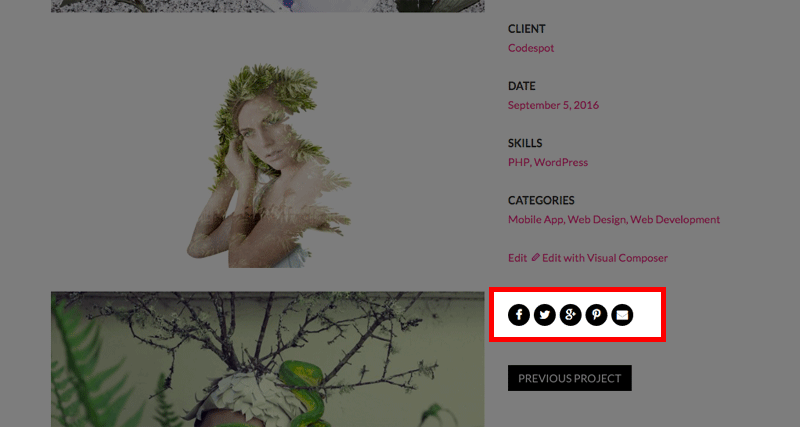 CLIENT
Codespot
DATE
September 5, 2016
SKILLS
PHP, WordPress
CATEGORIES
Mobile App, Web Design, Web Development
Edit Edit with Visual Composer
PREVIOUS PROJECT